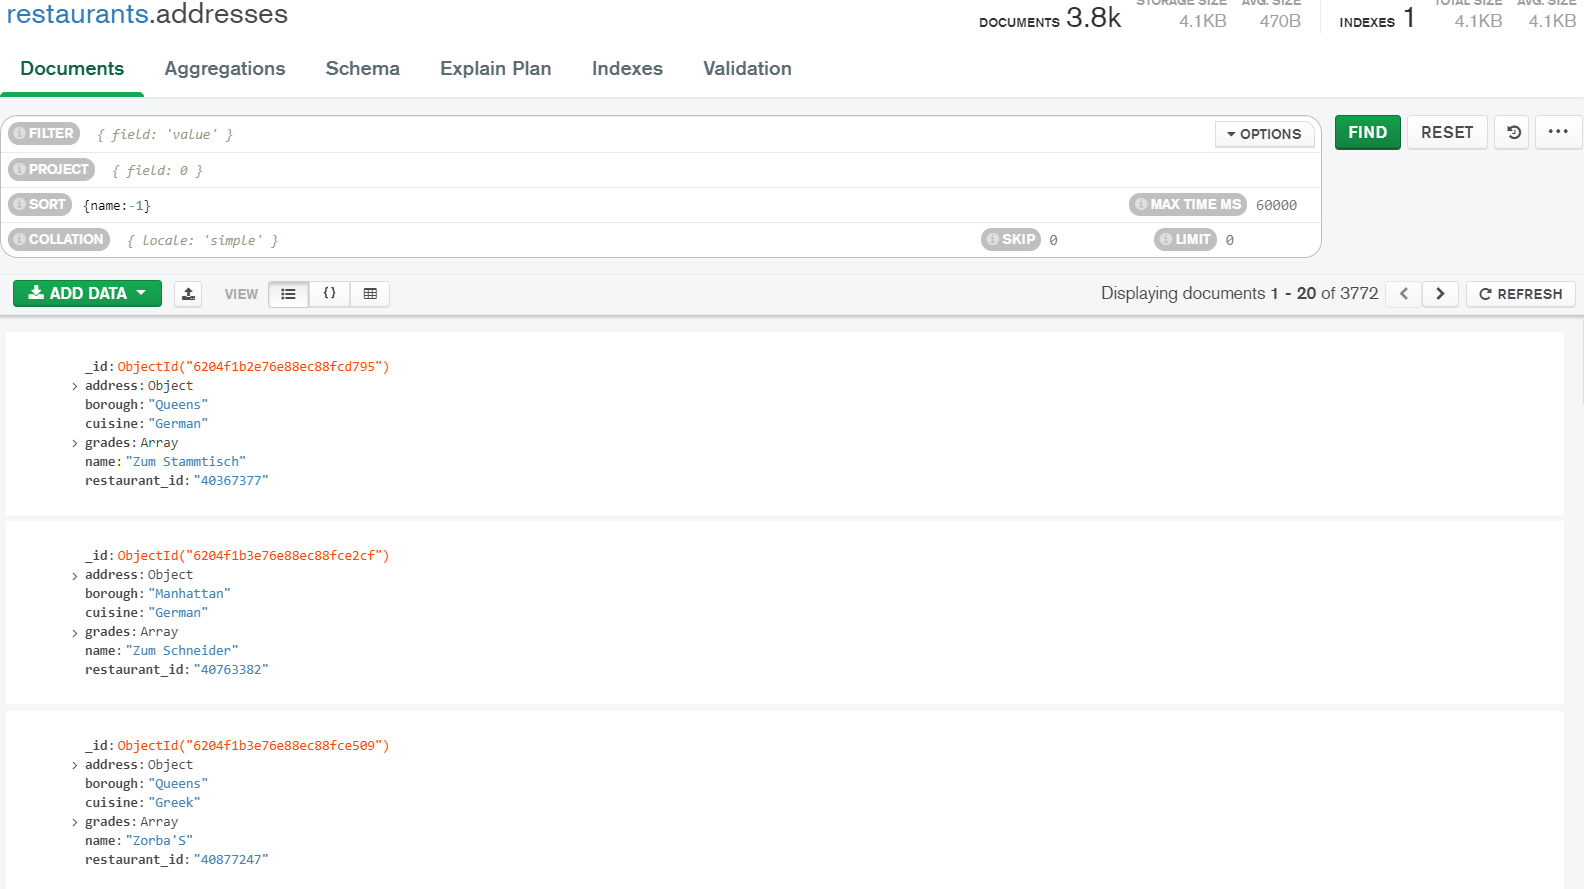 restaurants.addresses
DOCUMENTS 3.8k STORAGE SIZE 4.1KB AVG. SIZE 470B INDEXES 1 TOTAL SIZE 4.1KB AVG. SIZE 4.1KB
Documents Aggregations Schema Explain Plan Indexes Validation
FILTER { field: 'value' } OPTIONS FIND RESET ...
PROJECT { field: 0 }
SORT {name:-1} MAX TIME MS 60000
COLLATION { locale: 'simple' } SKIP 0 LIMIT 0
ADD DATA VIEW {} Displaying documents 1 - 20 of 3772 < > REFRESH
_id: ObjectId("6204f1b2e76e88ec88fcd795")
> address: Object
borough: "Queens"
cuisine: "German"
> grades: Array
name: "Zum Stammtisch"
restaurant_id: "40367377"
_id: ObjectId("6204f1b3e76e88ec88fce2cf")
> address: Object
borough: "Manhattan"
cuisine: "German"
> grades: Array
name: "Zum Schneider"
restaurant_id: "40763382"
_id: ObjectId("6204f1b3e76e88ec88fce509")
> address: Object
borough: "Queens"
cuisine: "Greek"
> grades: Array
name: "Zorba'S"
restaurant_id: "40877247"